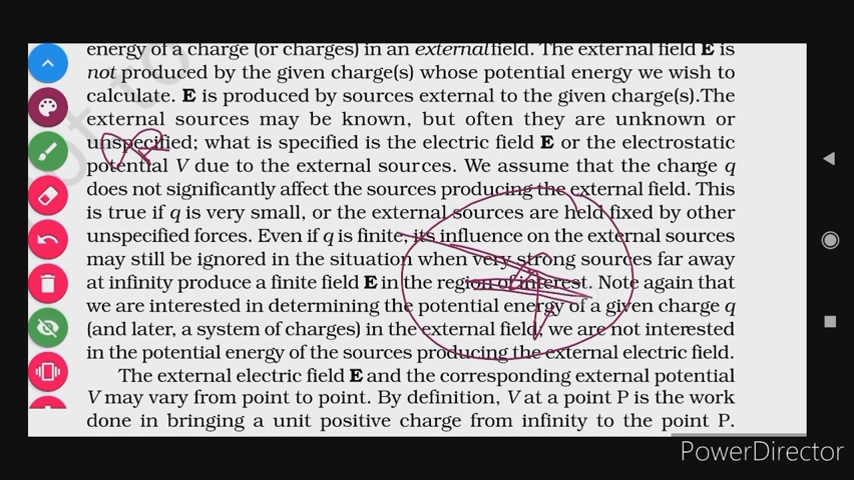 energy of a charge (or charges) in an external field. The external field E is
not produced by the given charge(s) whose potential energy we wish to
calculate. E is produced by sources external to the given charge(s).The
external sources may be known, but often they are unknown or
unspecified; what is specified is the electric field E or the electrostatic
potential V due to the external sources. We assume that the charge q
does not significantly affect the sources producing the external field. This
is true if q is very small, or the external sources are held fixed by other
unspecified forces. Even if q is finite, its influence on the external sources
may still be ignored in the situation when very strong sources far away
at infinity produce a finite field E in the region of interest. Note again that
we are interested in determining the potential energy of a given charge q
(and later, a system of charges) in the external field, we are not interested
in the potential energy of the sources producing the external electric field.
The external electric field E and the corresponding external potential
V may vary from point to point. By definition, V at a point P is the work
done in bringing a unit positive charge from infinity to the point P.
PowerDirector